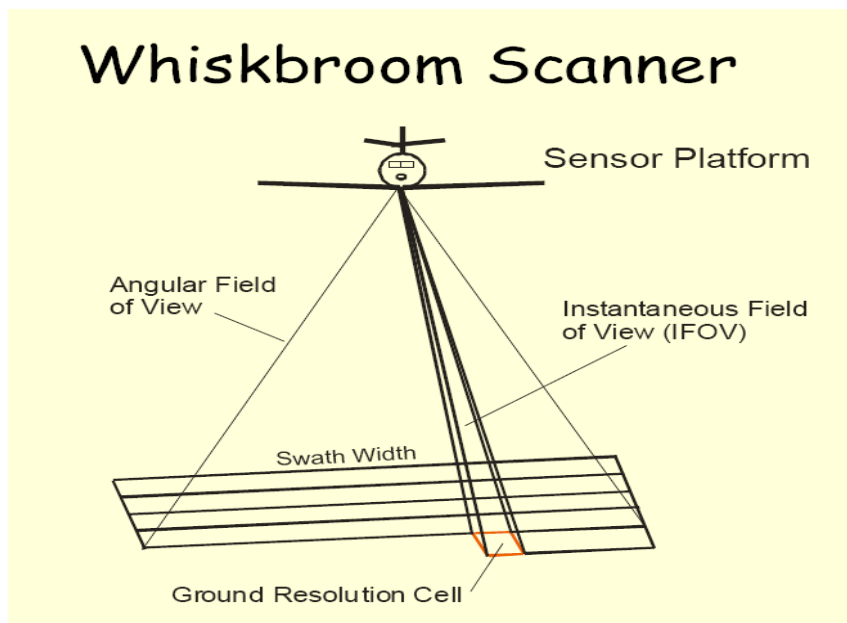 Whiskbroom Scanner
Sensor Platform
Angular Field
of View
Instantaneous Field
of View (IFOV)
Swath Width
Ground Resolution Cell